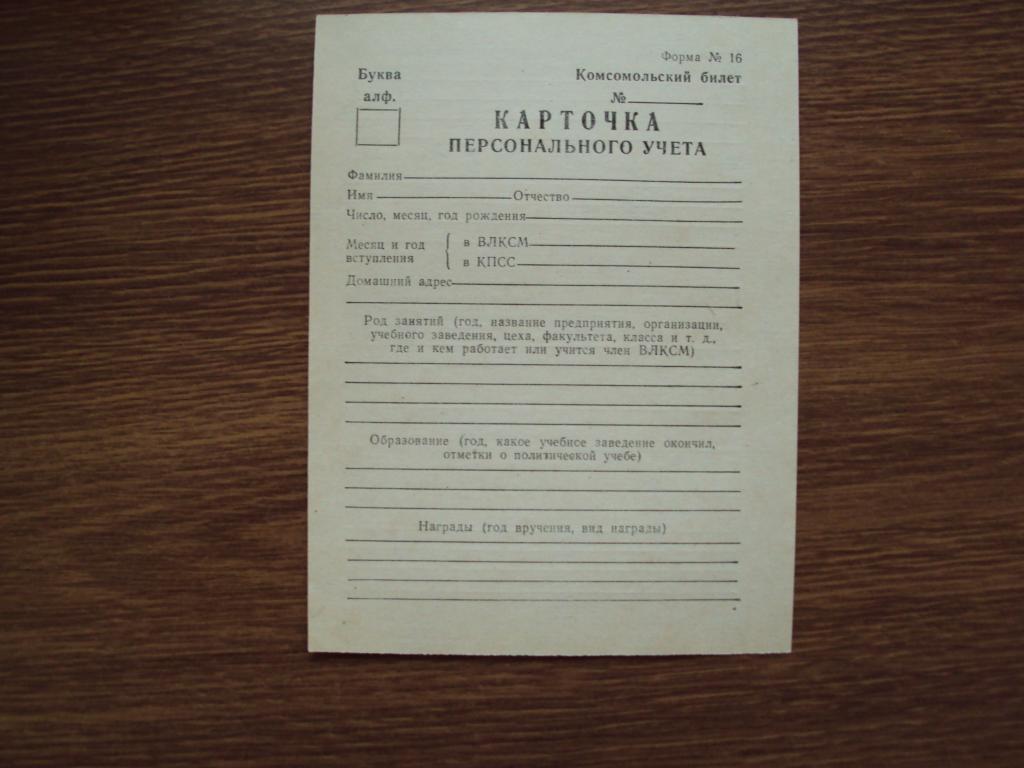 Форма № 16
Буква
алф.
Комсомольский билет
№
КАРТОЧКА
ПЕРСОНАЛЬНОГО УЧЕТА
Фамилия
Имя Отчество
Число, месяц, год рождения
Месяц и год
вступления
в ВЛКСМ
в КПСС
Домашний адрес
Род занятий (год, название предприятия, организации,
учебного заведения, цеха, факультета, класса и т. д.,
где и кем работает или учится член ВЛКСМ)
Образование (год, какое учебное заведение окончил,
отметки о политической учебе)
Награды (год вручения, вид награды)